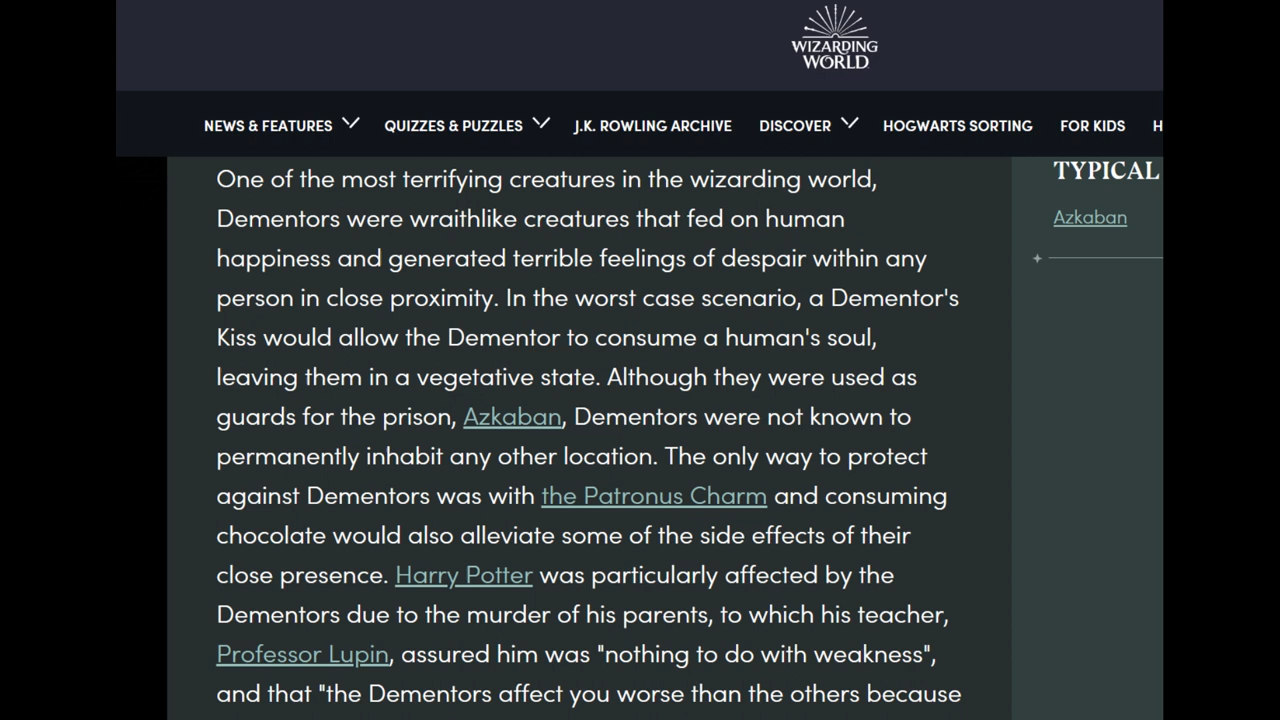 WIZARDING
WORLD
NEWS & FEATURES QUIZZES & PUZZLES J.K. ROWLING ARCHIVE DISCOVER HOGWARTS SORTING FOR KIDS H
One of the most terrifying creatures in the wizarding world,
Dementors were wraithlike creatures that fed on human
happiness and generated terrible feelings of despair within any
person in close proximity. In the worst case scenario, a Dementor's
Kiss would allow the Dementor to consume a human's soul,
leaving them in a vegetative state. Although they were used as
guards for the prison, Azkaban, Dementors were not known to
permanently inhabit any other location. The only way to protect
against Dementors was with the Patronus Charm and consuming
chocolate would also alleviate some of the side effects of their
close presence. Harry Potter was particularly affected by the
Dementors due to the murder of his parents, to which his teacher,
Professor Lupin, assured him was "nothing to do with weakness",
and that "the Dementors affect you worse than the others because
TYPICAL
Azkaban